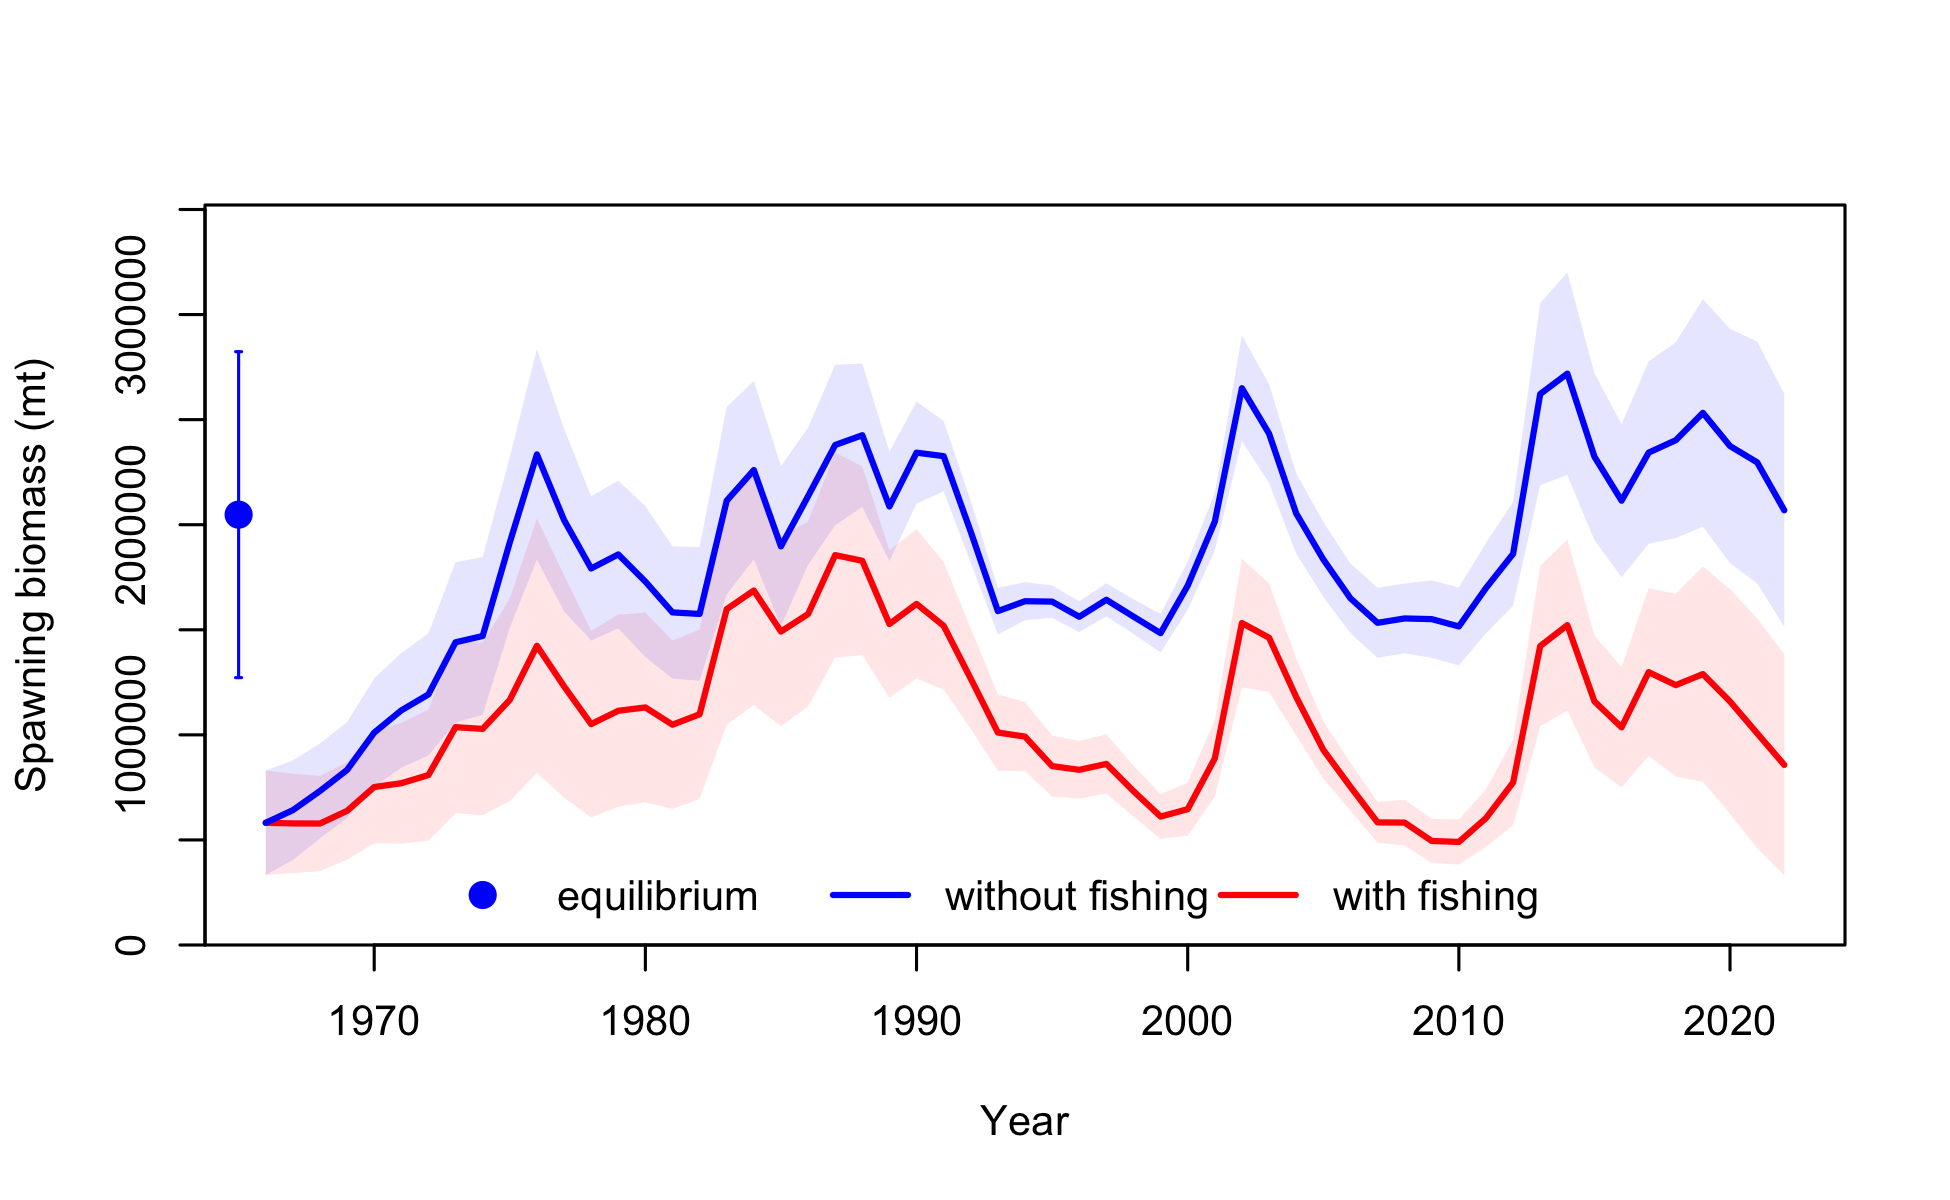 Spawning biomass (mt)
3000000
2000000
1000000
0
equilibrium without fishing with fishing
1970 1980 1990 2000 2010 2020
Year